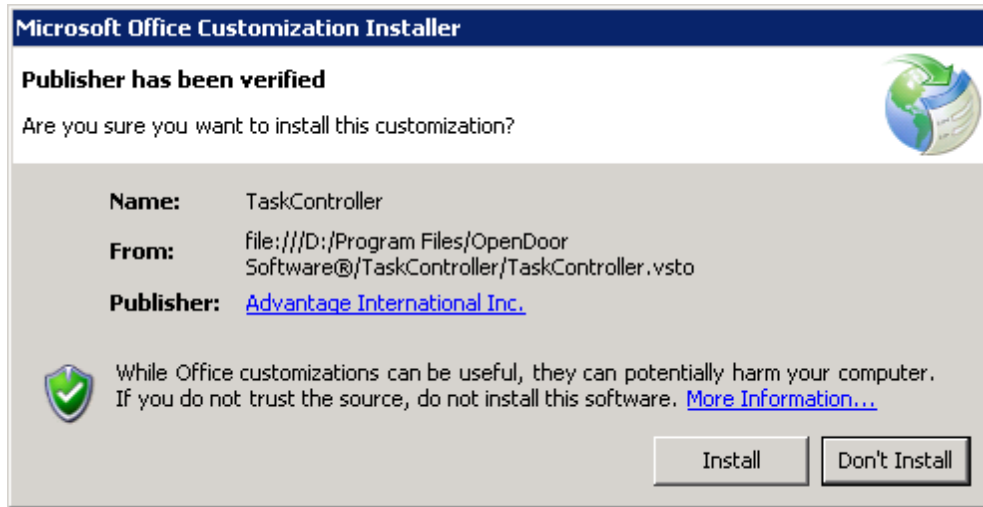 Microsoft Office Customization Installer
Publisher has been verified
Are you sure you want to install this customization?
Name: TaskController
From: file:///D:/Program Files/OpenDoor
Software®/TaskController/TaskController.vsto
Publisher: Advantage International Inc.
While Office customizations can be useful, they can potentially harm your computer.
If you do not trust the source, do not install this software. More Information...
Install Don't Install